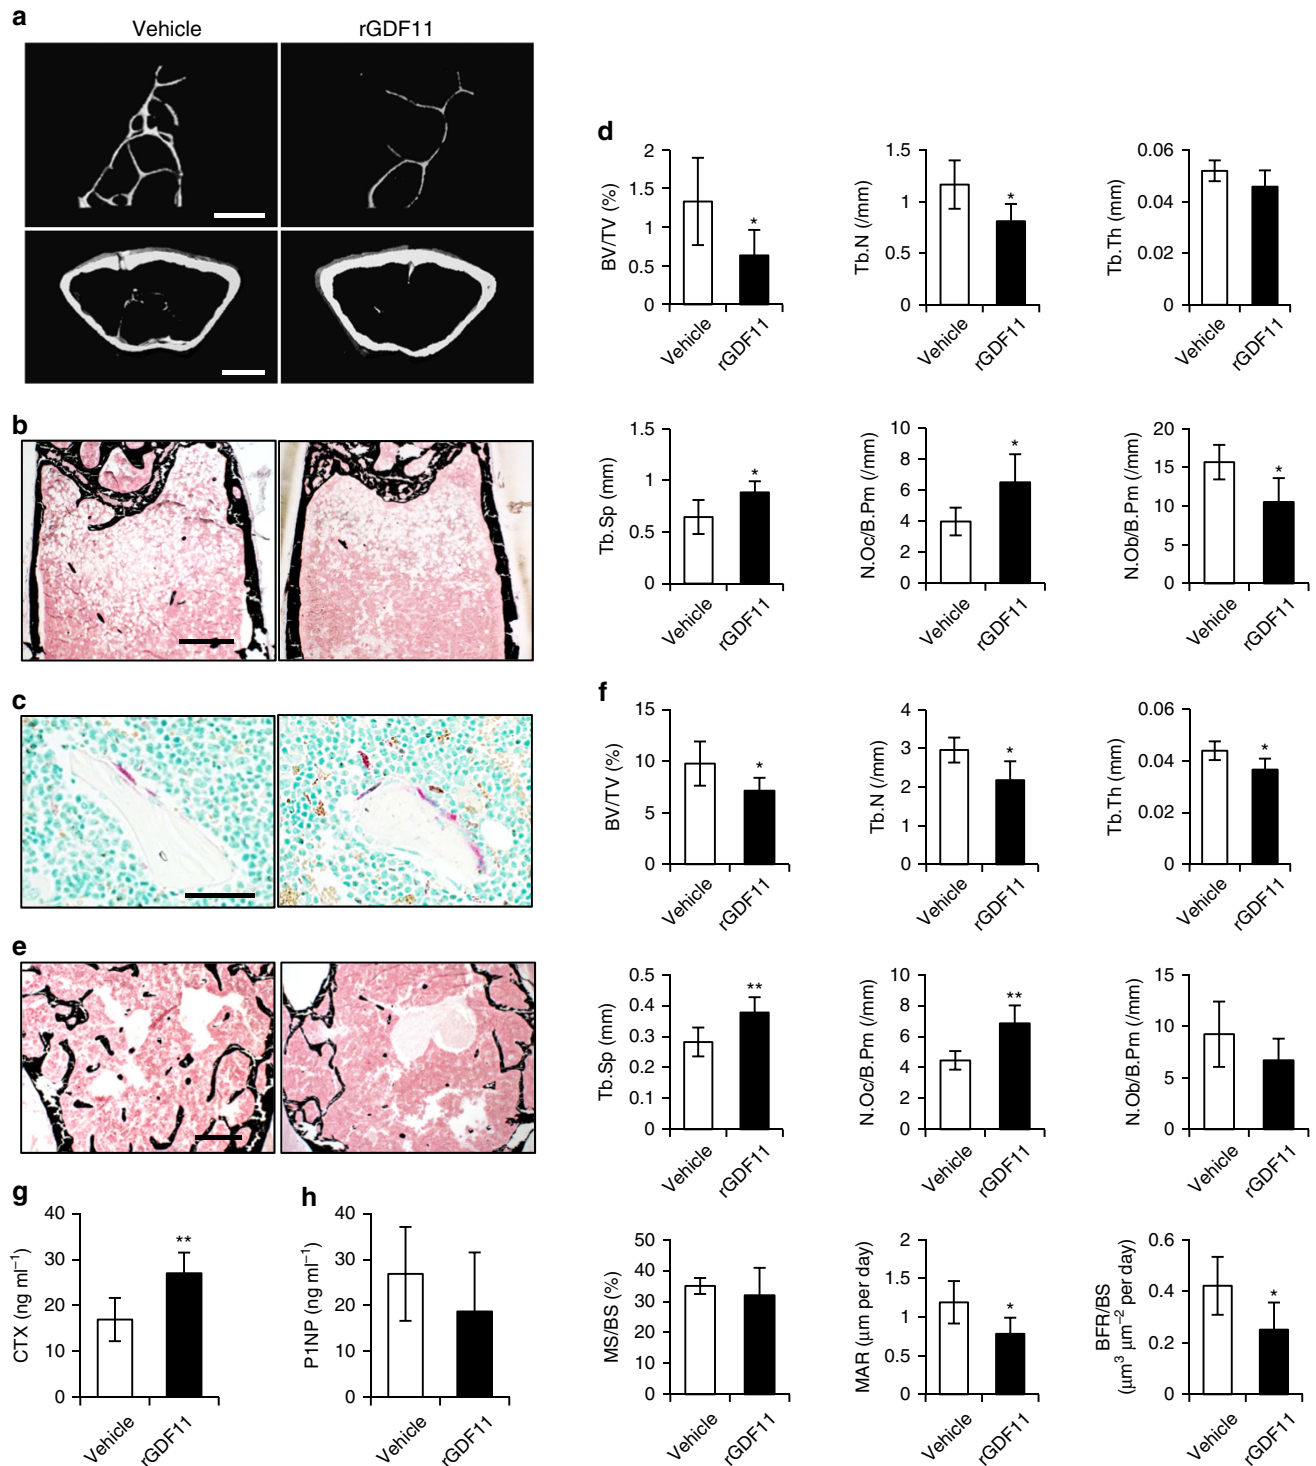 a
Vehicle rGDF11
b
c
e
d
BV/TV (%)
2
1.5
1
0.5
0
*
Vehicle
rGDF11
Tb.N (/mm)
1.5
1
0.5
0
*
Vehicle
rGDF11
Tb.Th (mm)
0.06
0.04
0.02
0
Vehicle
rGDF11
Tb.Sp (mm)
1.5
1
0.5
0
*
Vehicle
rGDF11
N.Oc/B.Pm (/mm)
10
8
6
4
2
0
*
Vehicle
rGDF11
N.Ob/B.Pm (/mm)
20
15
10
5
0
*
Vehicle
rGDF11
f
BV/TV (%)
15
10
5
0
*
Vehicle
rGDF11
Tb.N (/mm)
4
3
2
1
0
*
Vehicle
rGDF11
Tb.Th (mm)
0.06
0.04
0.02
0
*
Vehicle
rGDF11
Tb.Sp (mm)
0.5
0.4
0.3
0.2
0.1
0
**
Vehicle
rGDF11
N.Oc/B.Pm (/mm)
10
8
6
4
2
0
**
Vehicle
rGDF11
N.Ob/B.Pm (/mm)
15
10
5
0
Vehicle
rGDF11
MS/BS (%)
50
40
30
20
10
0
Vehicle
rGDF11
MAR (μm per day)
2
1.5
1
0.5
0
*
Vehicle
rGDF11
BFR/BS
(μm³ μm⁻² per day)
0.6
0.4
0.2
0
*
Vehicle
rGDF11
g
CTX (ng ml⁻¹)
40
30
20
10
0
**
Vehicle
rGDF11
h
P1NP (ng ml⁻¹)
40
30
20
10
0
Vehicle
rGDF11